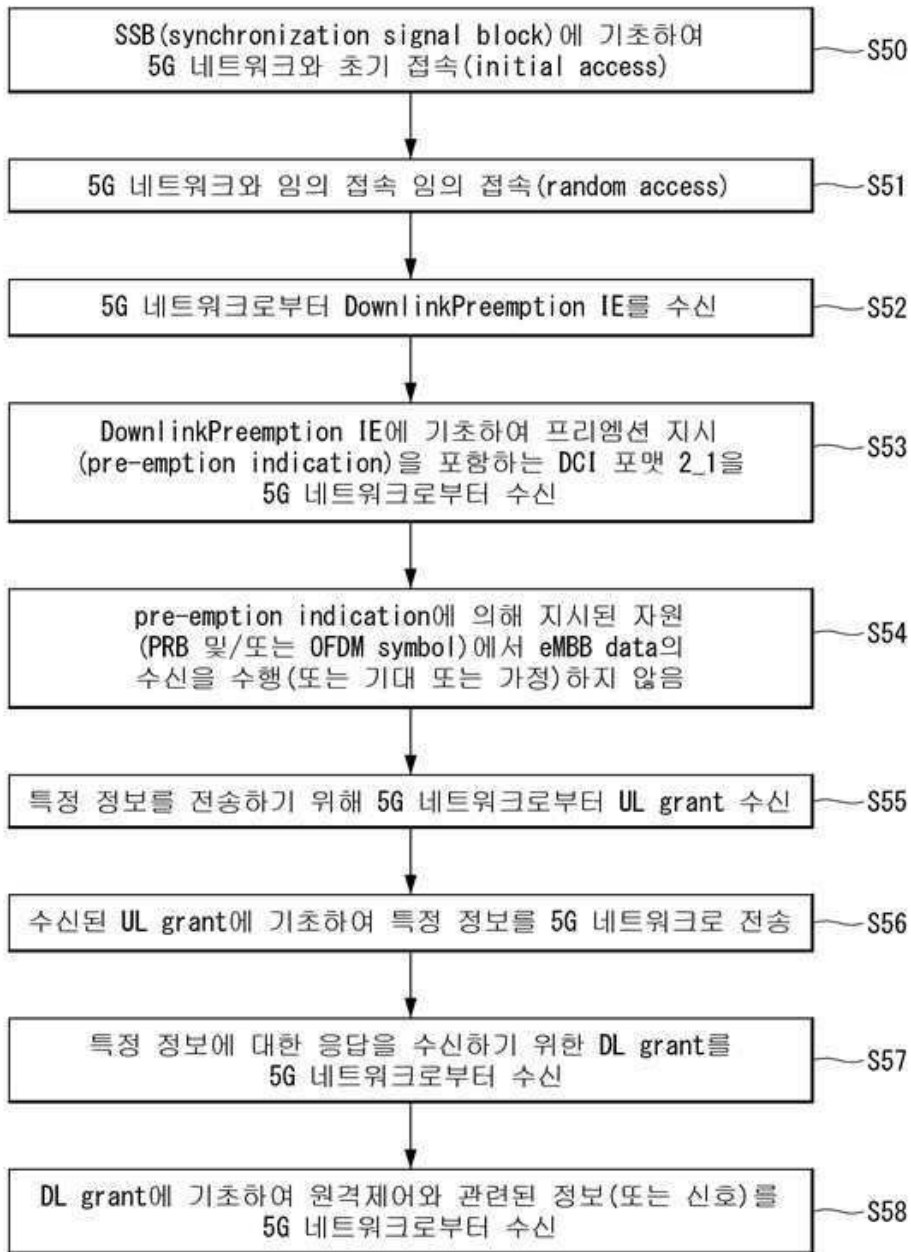 SSB(synchronization signal block)에 기초하여
5G 네트워크와 초기 접속(initial access)
S50
5G 네트워크와 임의 접속 임의 접속(random access)
S51
5G 네트워크로부터 DownlinkPreemption IE를 수신
S52
DownlinkPreemption IE에 기초하여 프리엠션 지시
(pre-emption indication)을 포함하는 DCI 포맷 2_1을
5G 네트워크로부터 수신
S53
pre-emption indication에 의해 지시된 자원
(PRB 및/또는 OFDM symbol)에서 eMBB data의
수신을 수행(또는 기대 또는 가정)하지 않음
S54
특정 정보를 전송하기 위해 5G 네트워크로부터 UL grant 수신
S55
수신된 UL grant에 기초하여 특정 정보를 5G 네트워크로 전송
S56
특정 정보에 대한 응답을 수신하기 위한 DL grant를
5G 네트워크로부터 수신
S57
DL grant에 기초하여 원격제어와 관련된 정보(또는 신호)를
5G 네트워크로부터 수신
S58